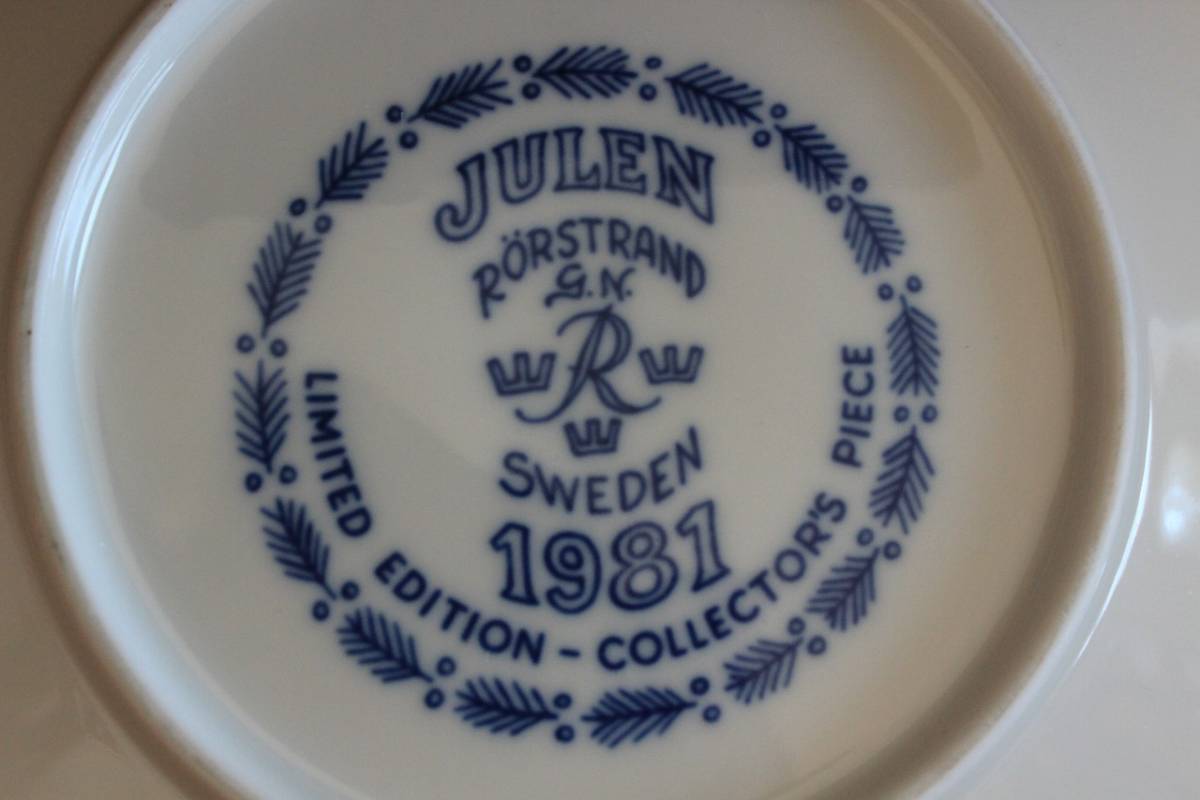 JULEN
RÖRSTRAND
G.N.
R
SWEDEN
1981
LIMITED EDITION - COLLECTOR'S PIECE